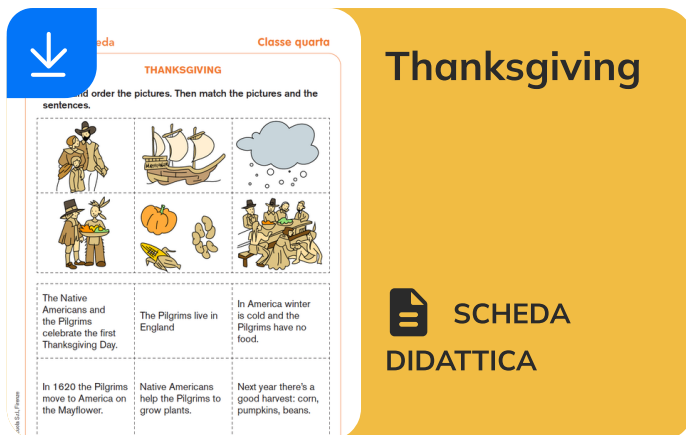 eda
Classe quarta
THANKSGIVING
nd order the pictures. Then match the pictures and the
sentences.
The Native
Americans and
the Pilgrims
celebrate the first
Thanksgiving Day.
The Pilgrims live in
England
In America winter
is cold and the
Pilgrims have no
food.
In 1620 the Pilgrims
move to America on
the Mayflower.
Native Americans
help the Pilgrims to
grow plants.
Next year there's a
good harvest: corn,
pumpkins, beans.
Thanksgiving
SCHEDA
DIDATTICA